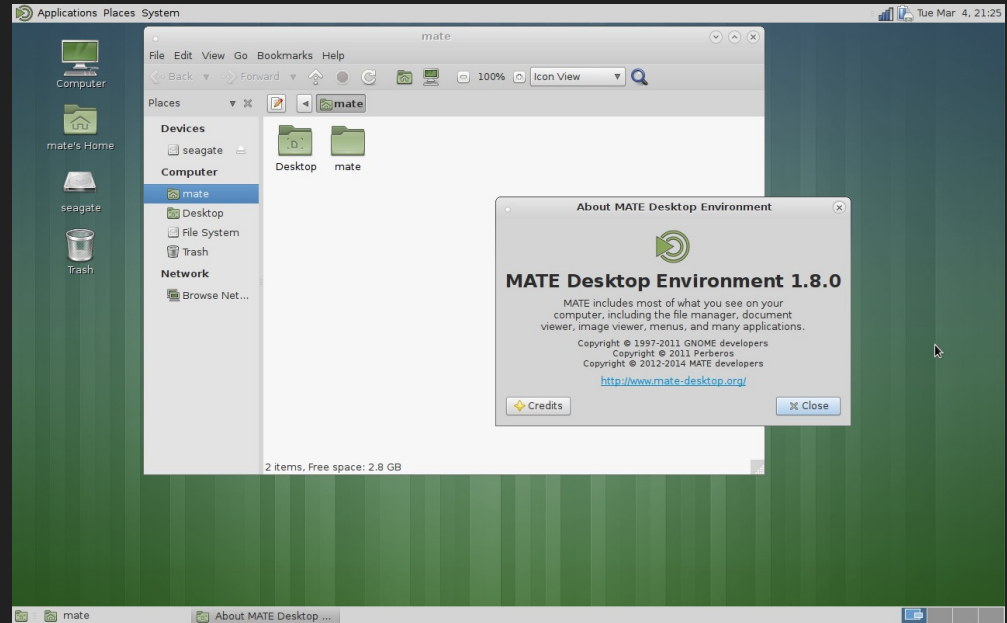 Applications Places System
Tue Mar 4, 21:25
Computer
mate's Home
seagate
Trash
mate
File Edit View Go Bookmarks Help
Back Forward 100% Icon View
Places mate
Devices
seagate
Computer
mate
Desktop
File System
Trash
Network
Browse Net...
Desktop mate
2 items, Free space: 2.8 GB
About MATE Desktop Environment
MATE Desktop Environment 1.8.0
MATE includes most of what you see on your
computer, including the file manager, document
viewer, image viewer, menus, and many applications.
Copyright © 1997-2011 GNOME developers
Copyright © 2011 Perberos
Copyright © 2012-2014 MATE developers
http://www.mate-desktop.org/
Credits Close
mate About MATE Desktop ...